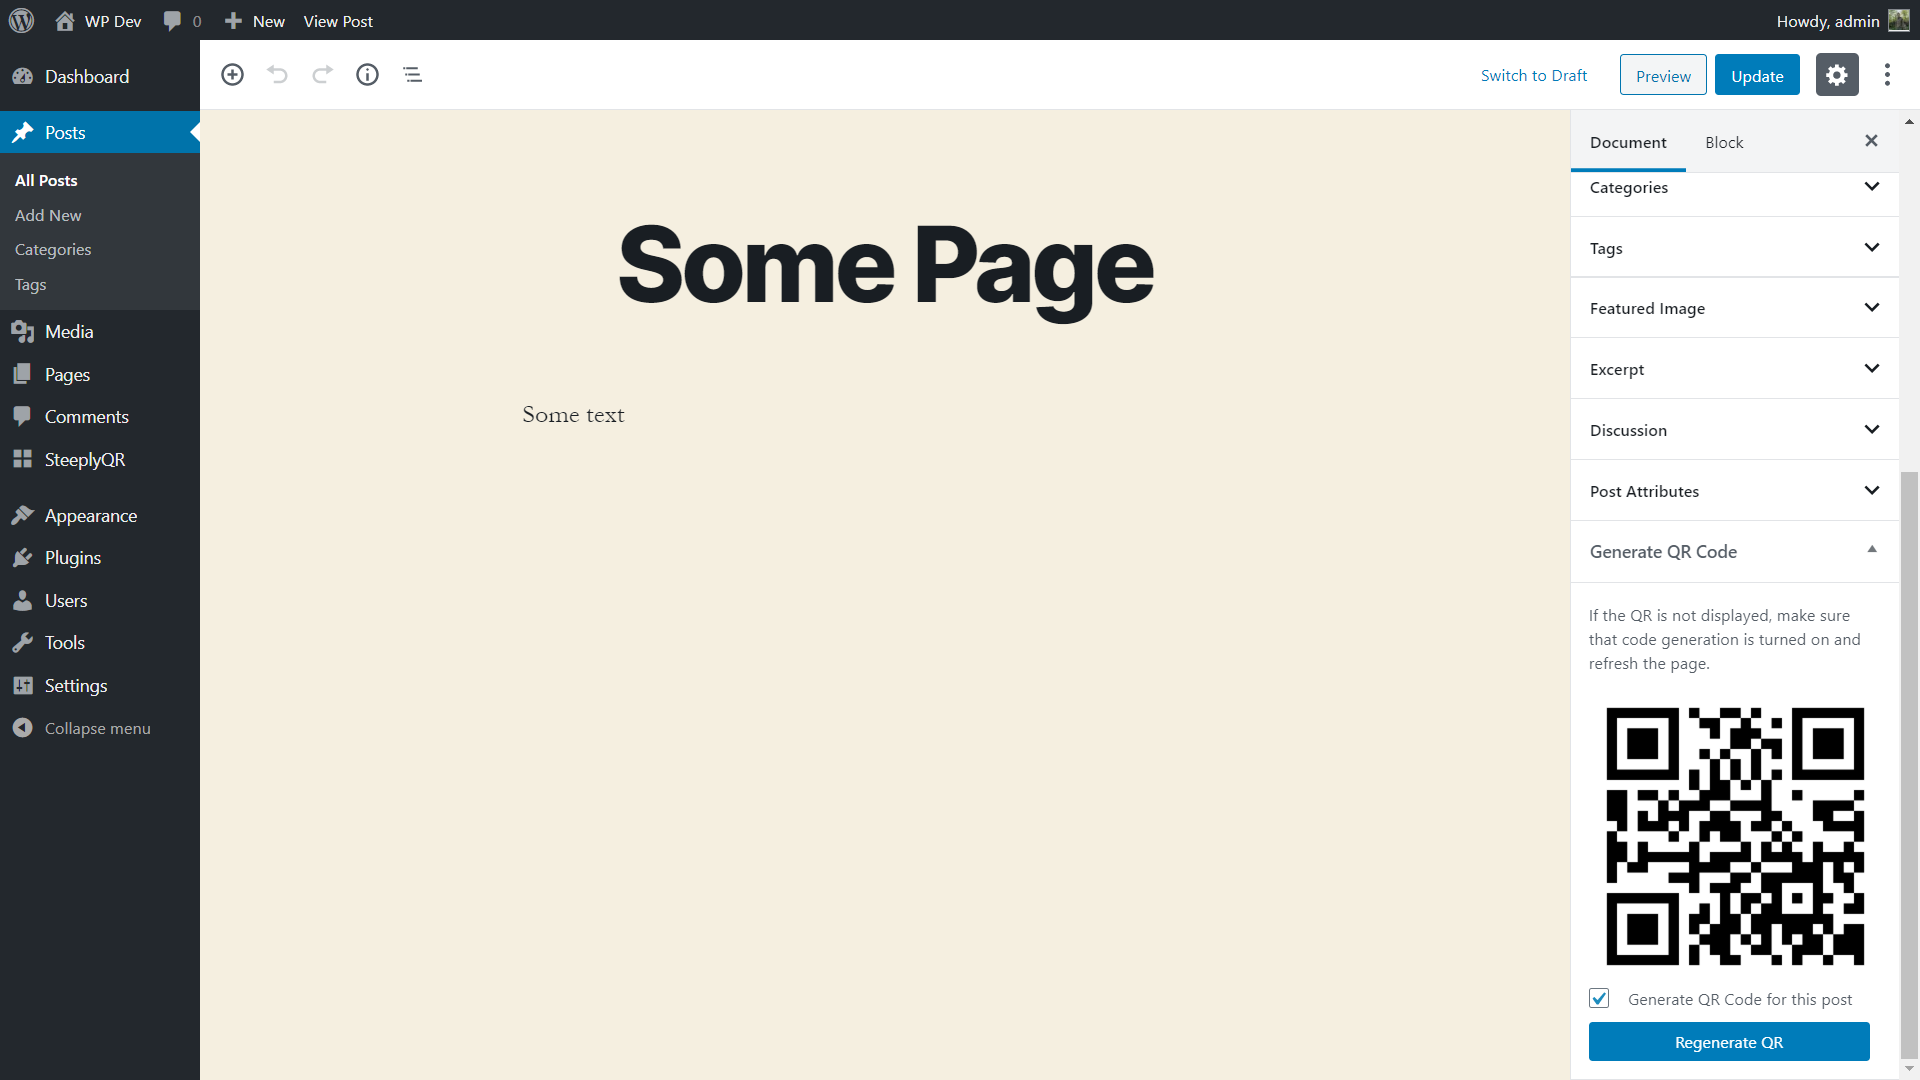 WP Dev 0 New View Post Howdy, admin
Dashboard
Posts
All Posts
Add New
Categories
Tags
Media
Pages
Comments
SteeplyQR
Appearance
Plugins
Users
Tools
Settings
Collapse menu
Switch to Draft Preview Update
Some Page
Some text
Document Block
Categories
Tags
Featured Image
Excerpt
Discussion
Post Attributes
Generate QR Code
If the QR is not displayed, make sure
that code generation is turned on and
refresh the page.
Generate QR Code for this post
Regenerate QR